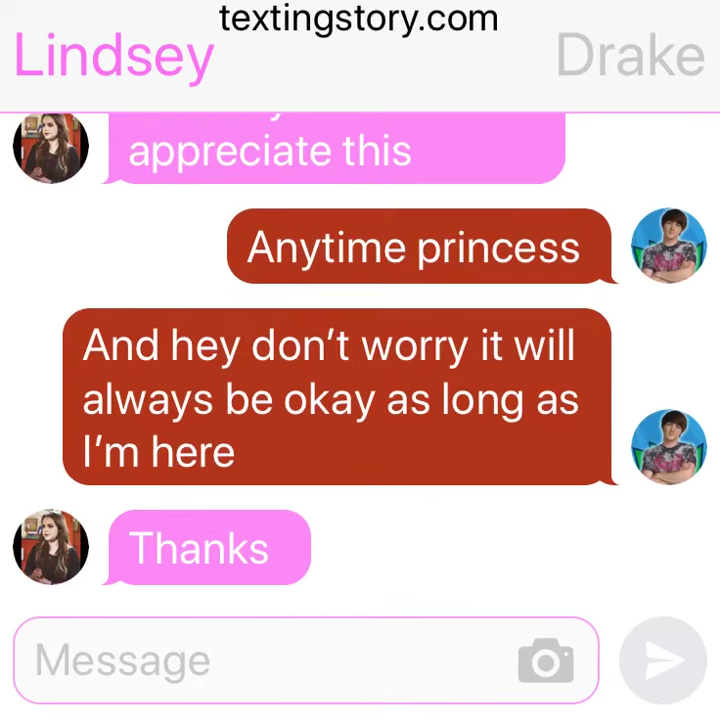 textingstory.com
Lindsey
Drake
appreciate this
Anytime princess
And hey don’t worry it will
always be okay as long as
I’m here
Thanks
Message